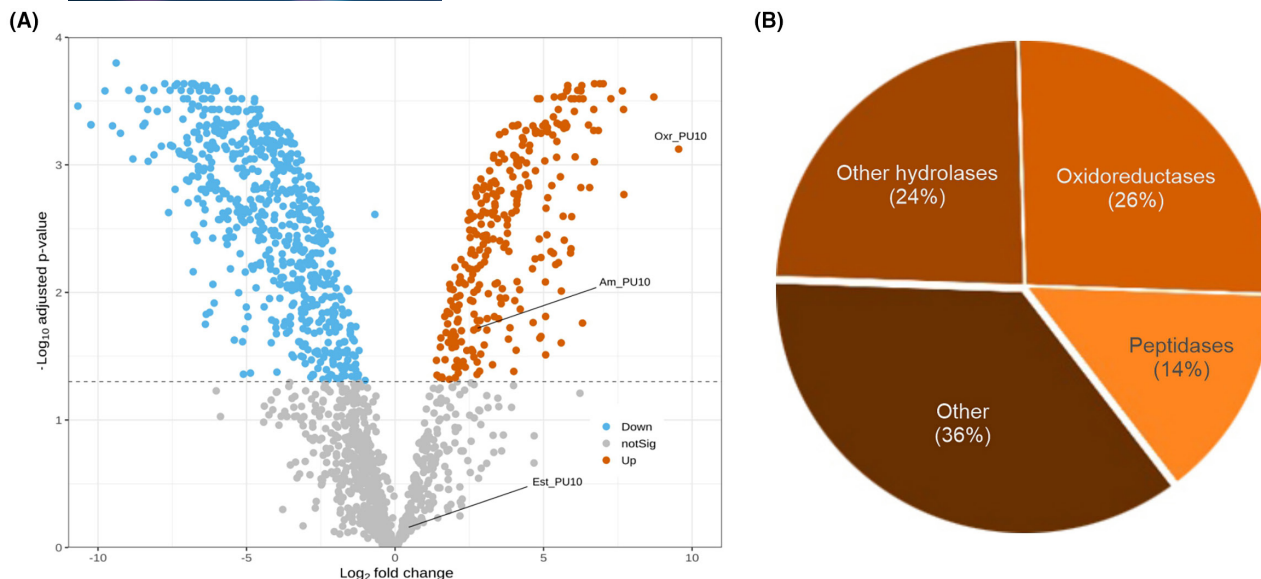 (A)
4
3
2
1
0
-Log10 adjusted p-value
-10
-5
0
5
10
Log2 fold change
Oxr_PU10
Am_PU10
Est_PU10
Down
notSig
Up
(B)
Other hydrolases
(24%)
Oxidoreductases
(26%)
Peptidases
(14%)
Other
(36%)